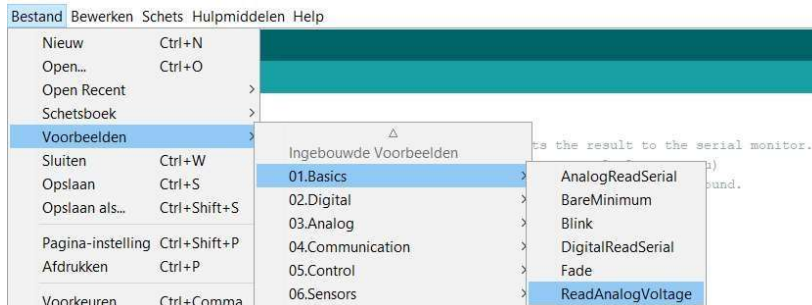 Bestand Bewerken Schets Hulpmiddelen Help
Nieuw Ctrl+N
Open... Ctrl+O
Open Recent >
Schetsboek >
Voorbeelden >
Sluiten Ctrl+W
Opslaan Ctrl+S
Opslaan als... Ctrl+Shift+S
Pagina-instelling Ctrl+Shift+P
Afdrukken Ctrl+P
Voorkeuren Ctrl+Comma
Ingebouwde Voorbeelden
01.Basics >
02.Digital >
03.Analog >
04.Communication >
05.Control >
06.Sensors >
AnalogReadSerial
BareMinimum
Blink
DigitalReadSerial
Fade
ReadAnalogVoltage
the result to the serial monitor.